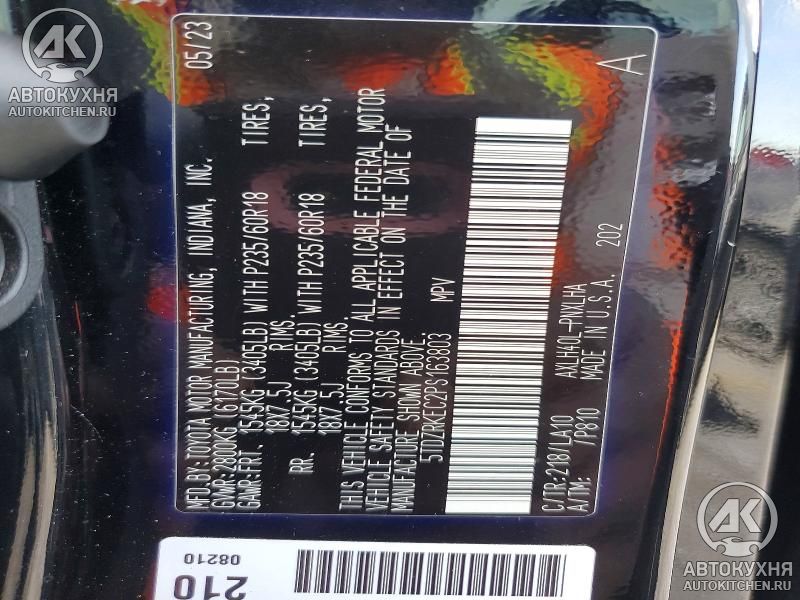 AK
АВТОКУХНЯ
AUTOKITCHEN.RU
MFD.BY:TOYOTA MOTOR MANUFACTURING, INDIANA, INC. 05/23
GVWR:2800KG (6170LB)
GAWR:FRT. 1545KG (3405LB) WITH P235/60R18 TIRES,
18X7.5J RIMS.
RR. 1545KG (3405LB) WITH P235/60R18 TIRES,
18X7.5J RIMS.
THIS VEHICLE CONFORMS TO ALL APPLICABLE FEDERAL MOTOR
VEHICLE SAFETY STANDARDS IN EFFECT ON THE DATE OF
MANUFACTURE SHOWN ABOVE.
5TDZRKEC2PS163803 MPV
C/TR:218/LA10 AXLH40L-PNXLHA
A/TM: /P810 MADE IN U.S.A. 202
A
210
08210
AK
АВТОКУХНЯ
AUTOKITCHEN.RU